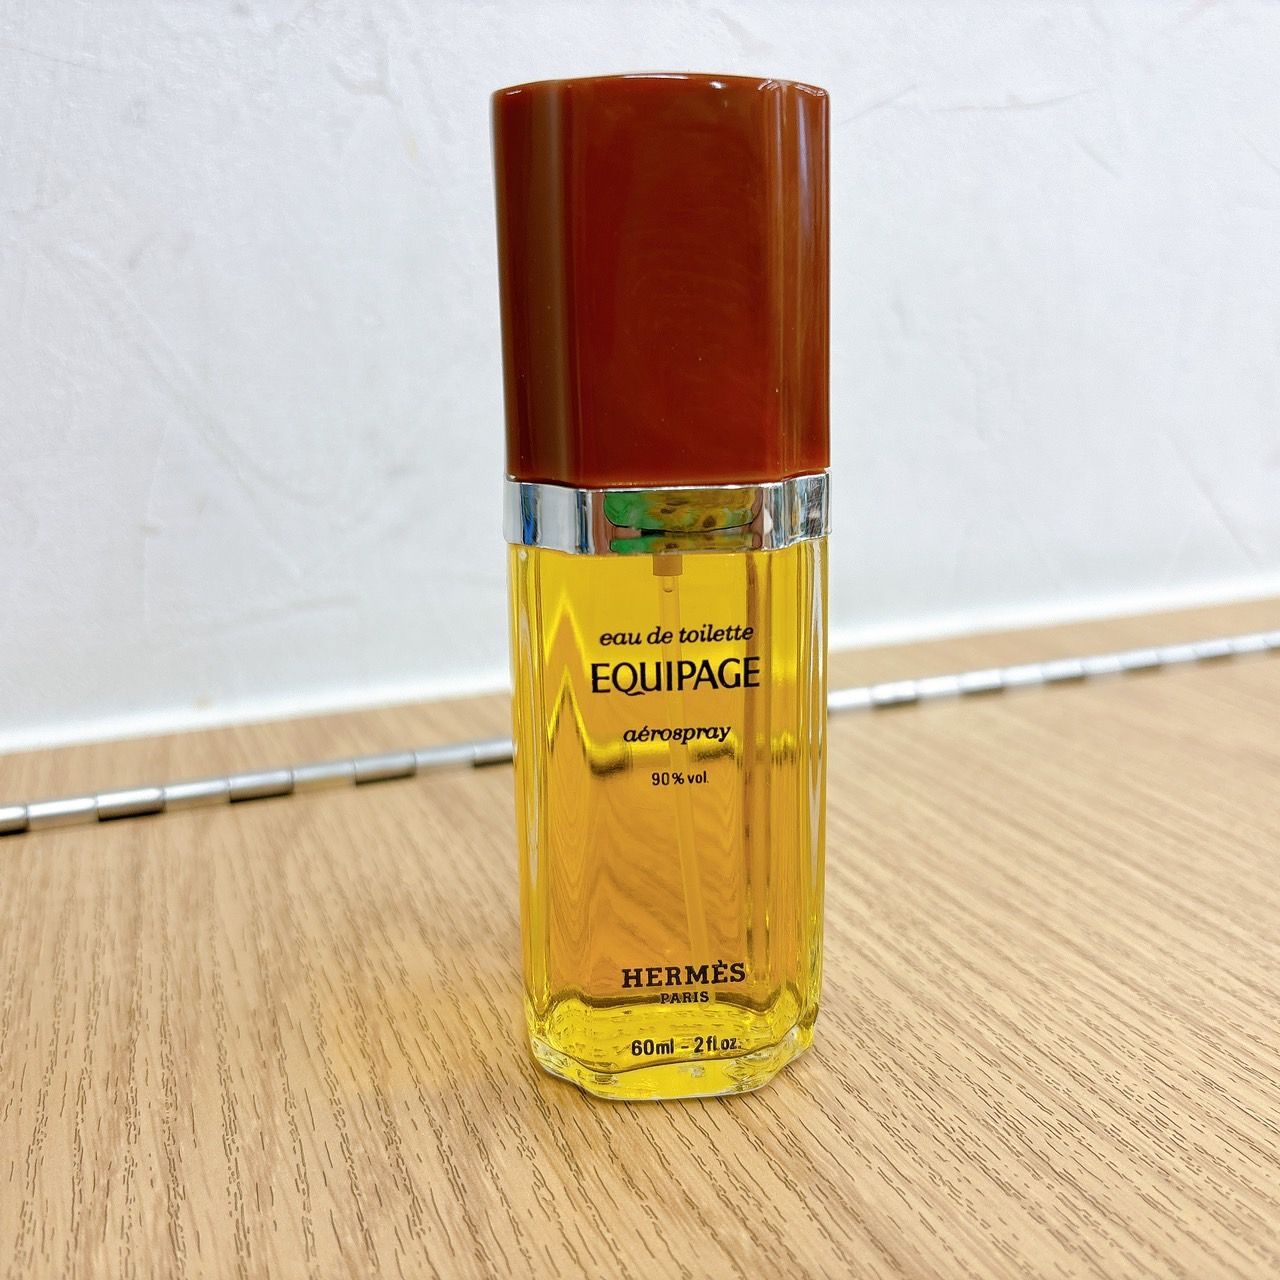 eau de toilette
EQUIPAGE
aérospray
90% vol.
HERMÈS
PARIS
60ml - 2 fl.oz.